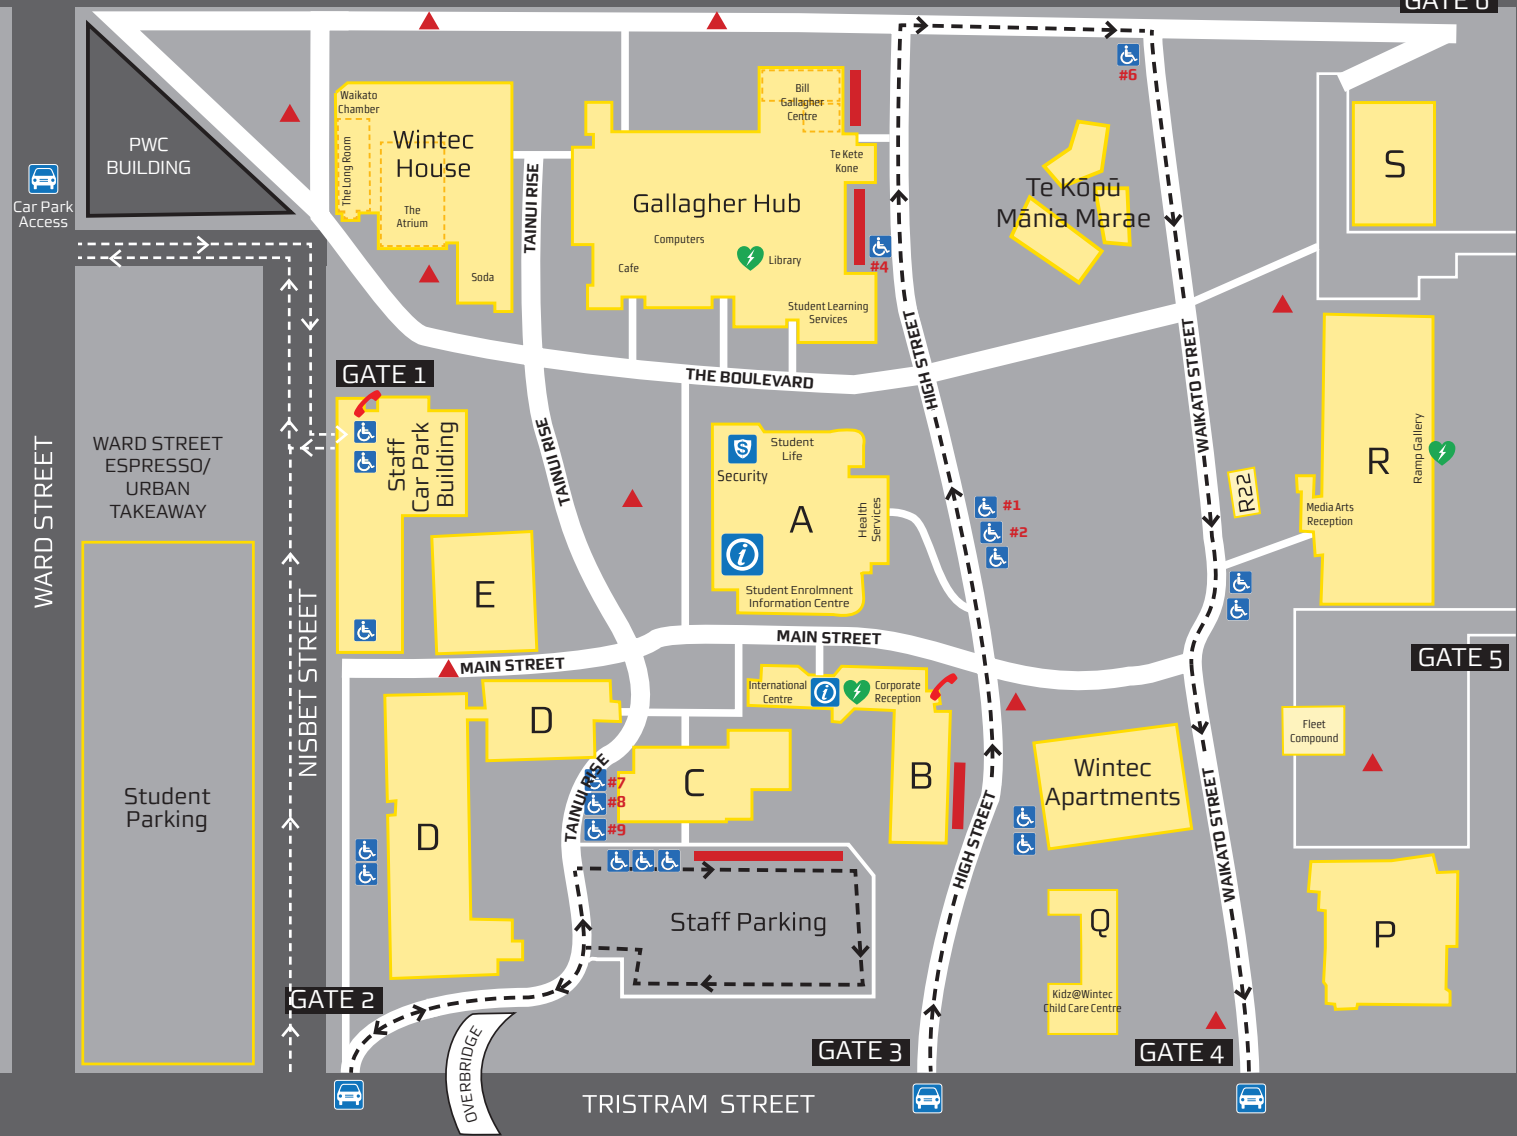 GATE 6
PWC
BUILDING
Car Park
Access
Waikato
Chamber
The Long Room
Wintec
House
The
Atrium
Soda
TAINUI RISE
Bill
Gallagher
Centre
Te Kete
Kone
Gallagher Hub
Computers
Cafe
Library
Student Learning
Services
#4
#6
Te Kōpū
Mānia Marae
S
GATE 1
Staff
Car Park
Building
WARD STREET
WARD STREET
ESPRESSO/
URBAN
TAKEAWAY
NISBET STREET
Student
Parking
THE BOULEVARD
HIGH STREET
WAIKATO STREET
TAINUI RISE
Security
Student
Life
A
Health
Services
Student Enrolmnent
Information Centre
#1
#2
R22
R
Ramp Gallery
Media Arts
Reception
E
MAIN STREET
MAIN STREET
GATE 5
D
D
International
Centre
Corporate
Reception
TAINUI RISE
#7
#8
#9
C
B
Wintec
Apartments
Fleet
Compound
HIGH STREET
WAIKATO STREET
Staff Parking
Q
Kidz@Wintec
Child Care Centre
P
GATE 2
OVERBRIDGE
GATE 3
GATE 4
TRISTRAM STREET